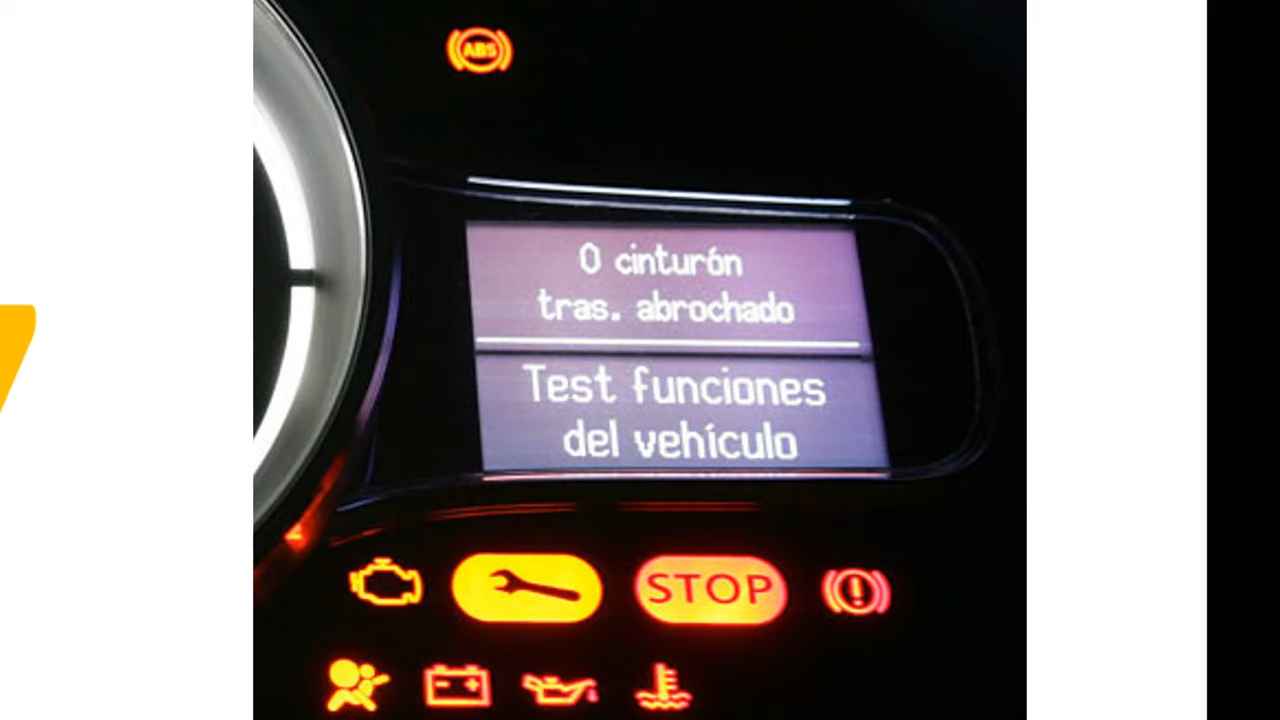 ABS
0 cinturón
tras. abrochado
Test funciones
del vehículo
STOP